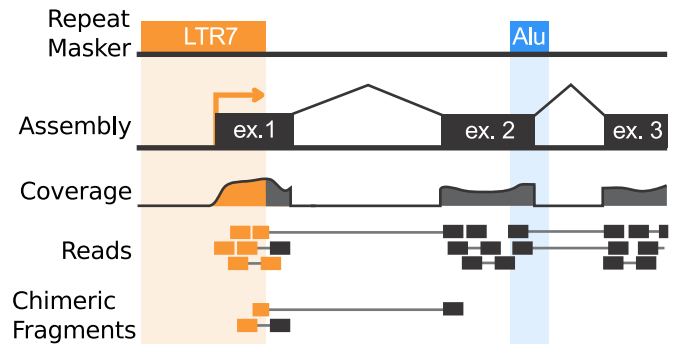 Repeat
Masker
LTR7
Alu
Assembly
ex.1
ex. 2
ex. 3
Coverage
Reads
Chimeric
Fragments